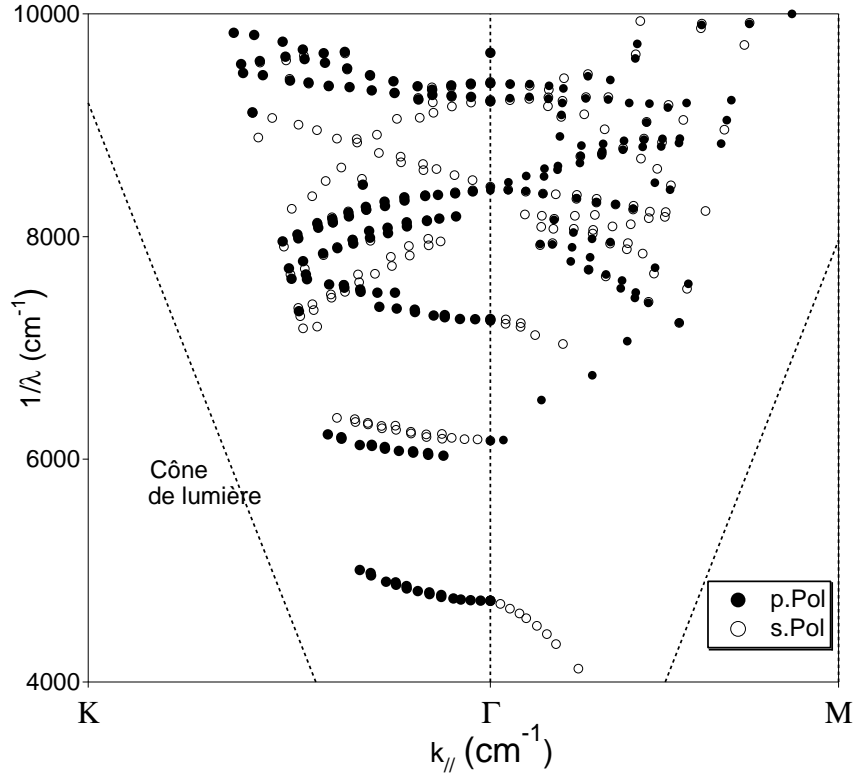 10000
8000
6000
4000
1/λ (cm⁻¹)
Cône
de lumière
p.Pol
s.Pol
K
Γ
M
k// (cm⁻¹)